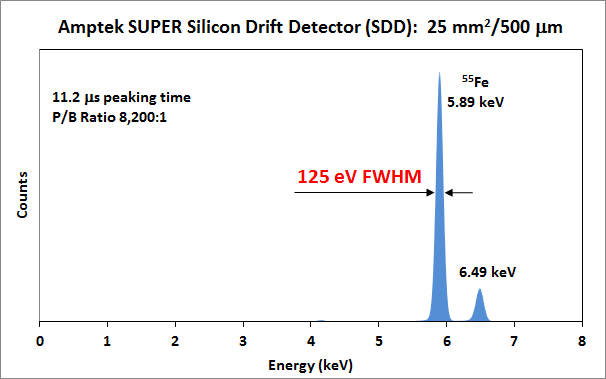 Amptek SUPER Silicon Drift Detector (SDD): 25 mm²/500 µm
11.2 µs peaking time
P/B Ratio 8,200:1
⁵⁵Fe
5.89 keV
125 eV FWHM
6.49 keV
Counts
0 1 2 3 4 5 6 7 8
Energy (keV)